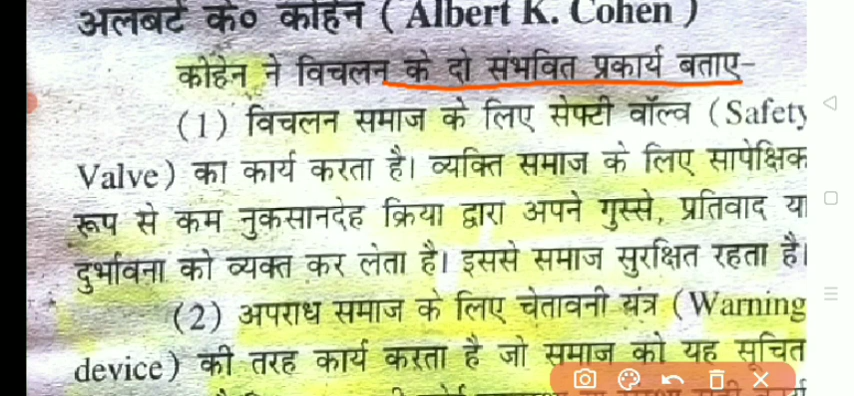 अलबर्ट के० कोहेन ( Albert K. Cohen )
कोहेन ने विचलन के दो संभवित प्रकार्य बताए-
(1) विचलन समाज के लिए सेफ्टी वॉल्व (Safety
Valve) का कार्य करता है। व्यक्ति समाज के लिए सापेक्षिक
रूप से कम नुकसानदेह क्रिया द्वारा अपने गुस्से, प्रतिवाद या
दुर्भावना को व्यक्त कर लेता है। इससे समाज सुरक्षित रहता है।
(2) अपराध समाज के लिए चेतावनी यंत्र (Warning
device) की तरह कार्य करता है जो समाज को यह सूचित